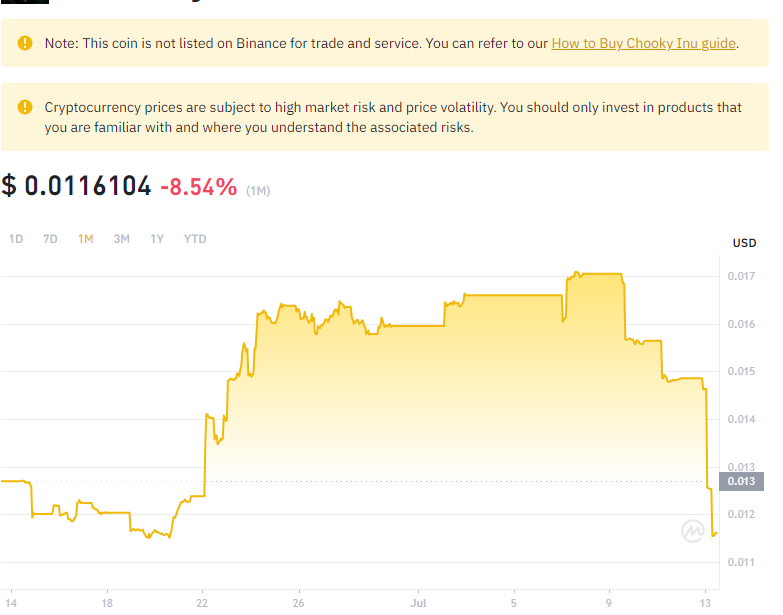 Note: This coin is not listed on Binance for trade and service. You can refer to our How to Buy Chooky Inu guide.
Cryptocurrency prices are subject to high market risk and price volatility. You should only invest in products that
you are familiar with and where you understand the associated risks.
$ 0.0116104 -8.54% (1M)
1D 7D 1M 3M 1Y YTD
USD
0.017
0.016
0.015
0.014
0.013
0.013
0.012
0.011
14 18 22 26 Jul 5 9 13